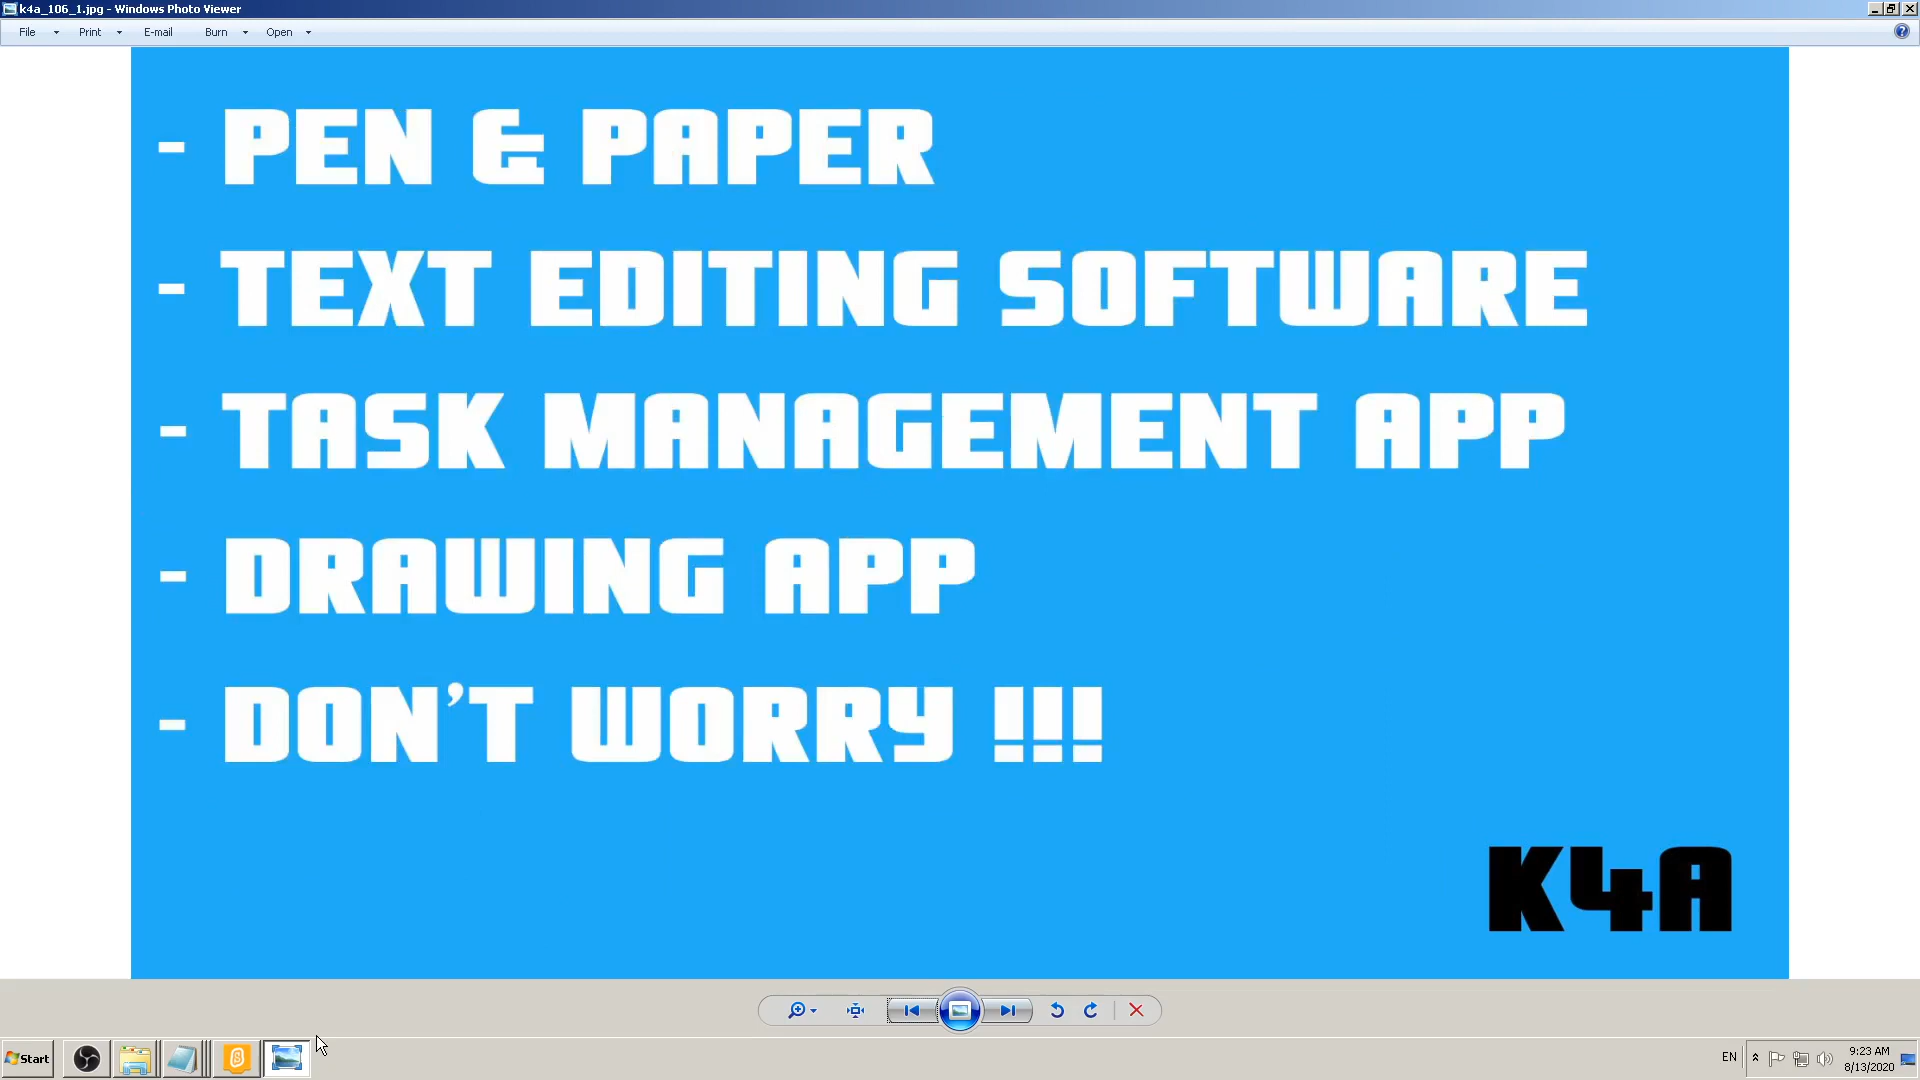 k4a_106_1.jpg - Windows Photo Viewer
File Print E-mail Burn Open
- PEN & PAPER
- TEXT EDITING SOFTWARE
- TASK MANAGEMENT APP
- DRAWING APP
- DON'T WORRY !!!
K4A
Start
EN
9:23 AM
8/13/2020